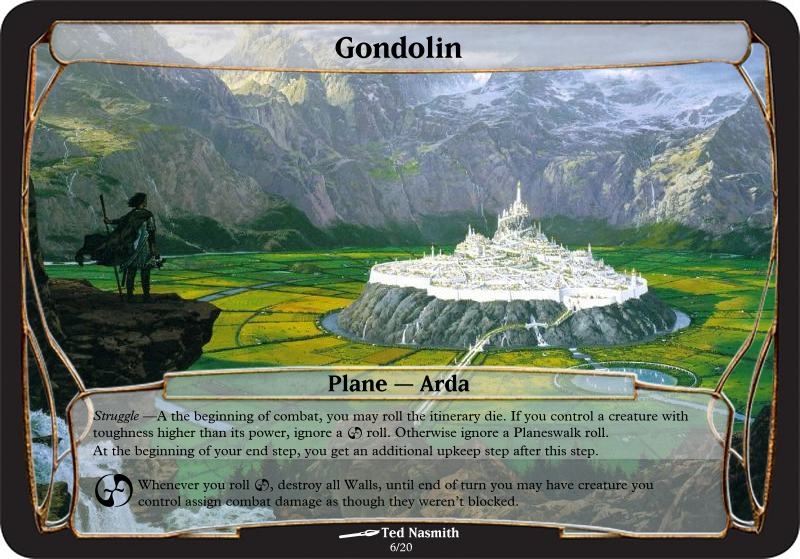 Gondolin
Plane — Arda
Struggle —A the beginning of combat, you may roll the itinerary die. If you control a creature with
toughness higher than its power, ignore a roll. Otherwise ignore a Planeswalk roll.
At the beginning of your end step, you get an additional upkeep step after this step.
Whenever you roll , destroy all Walls, until end of turn you may have creature you
control assign combat damage as though they weren't blocked.
Ted Nasmith
6/20